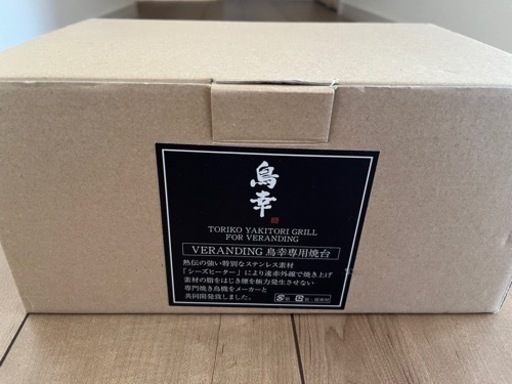 鳥幸
TORIKO YAKITORI GRILL
FOR VERANDING
VERANDING 鳥幸専用焼台
熱伝の強い特別なステンレス素材
「シーズヒーター」により遠赤外線で焼き上げ
素材の脂をはじき煙を極力発生させない
専門焼き鳥機をメーカーと
共同開発致しました。